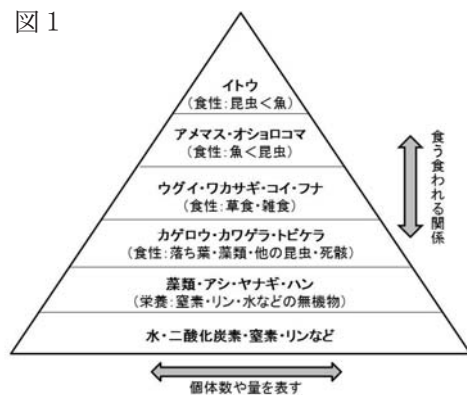 図１
イトウ
（食性：昆虫＜魚）
アメマス・オショロコマ
（食性：魚＜昆虫）
ウグイ・ワカサギ・コイ・フナ
（食性：草食・雑食）
カゲロウ・カワゲラ・トビケラ
（食性：落ち葉・藻類・他の昆虫・死骸）
藻類・アシ・ヤナギ・ハン
（栄養：窒素・リン・水などの無機物）
水・二酸化炭素・窒素・リンなど
食う食われる関係
個体数や量を表す